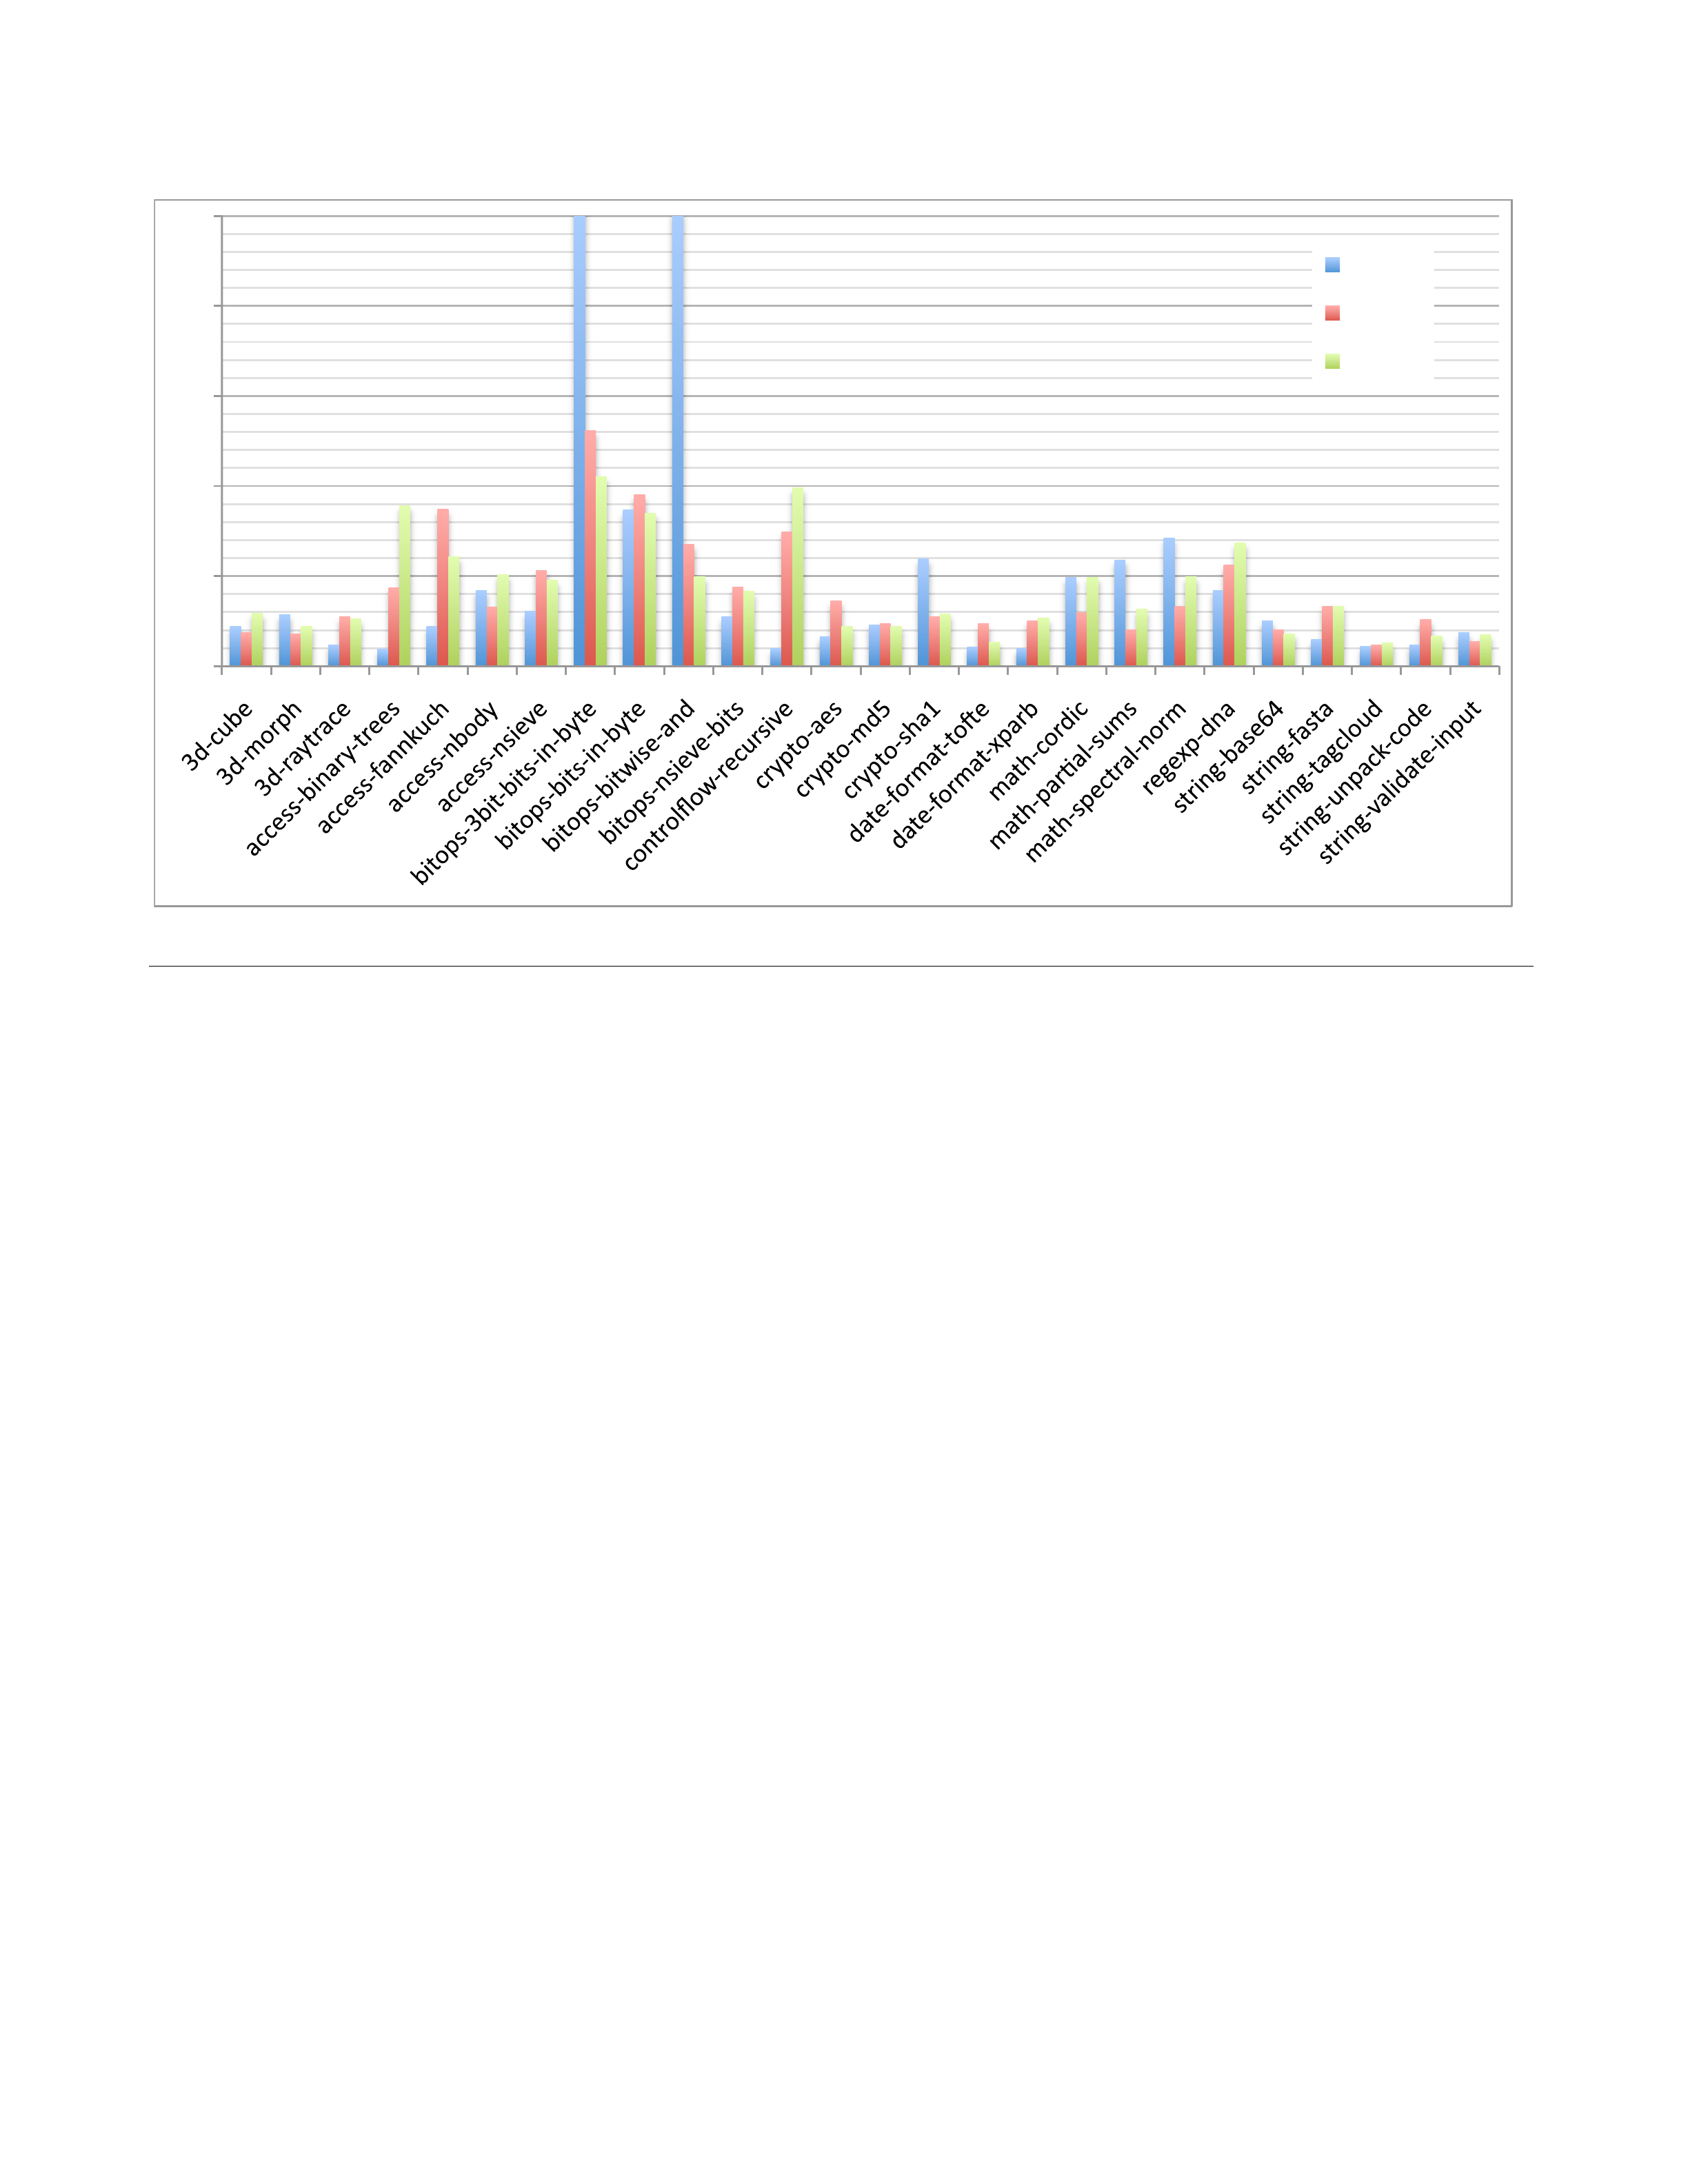 3d-cube
3d-morph
3d-raytrace
access-binary-trees
access-fannkuch
access-nbody
access-nsieve
bitops-3bit-bits-in-byte
bitops-bits-in-byte
bitops-bitwise-and
bitops-nsieve-bits
controlflow-recursive
crypto-aes
crypto-md5
crypto-sha1
date-format-tofte
date-format-xparb
math-cordic
math-partial-sums
math-spectral-norm
regexp-dna
string-base64
string-fasta
string-tagcloud
string-unpack-code
string-validate-input